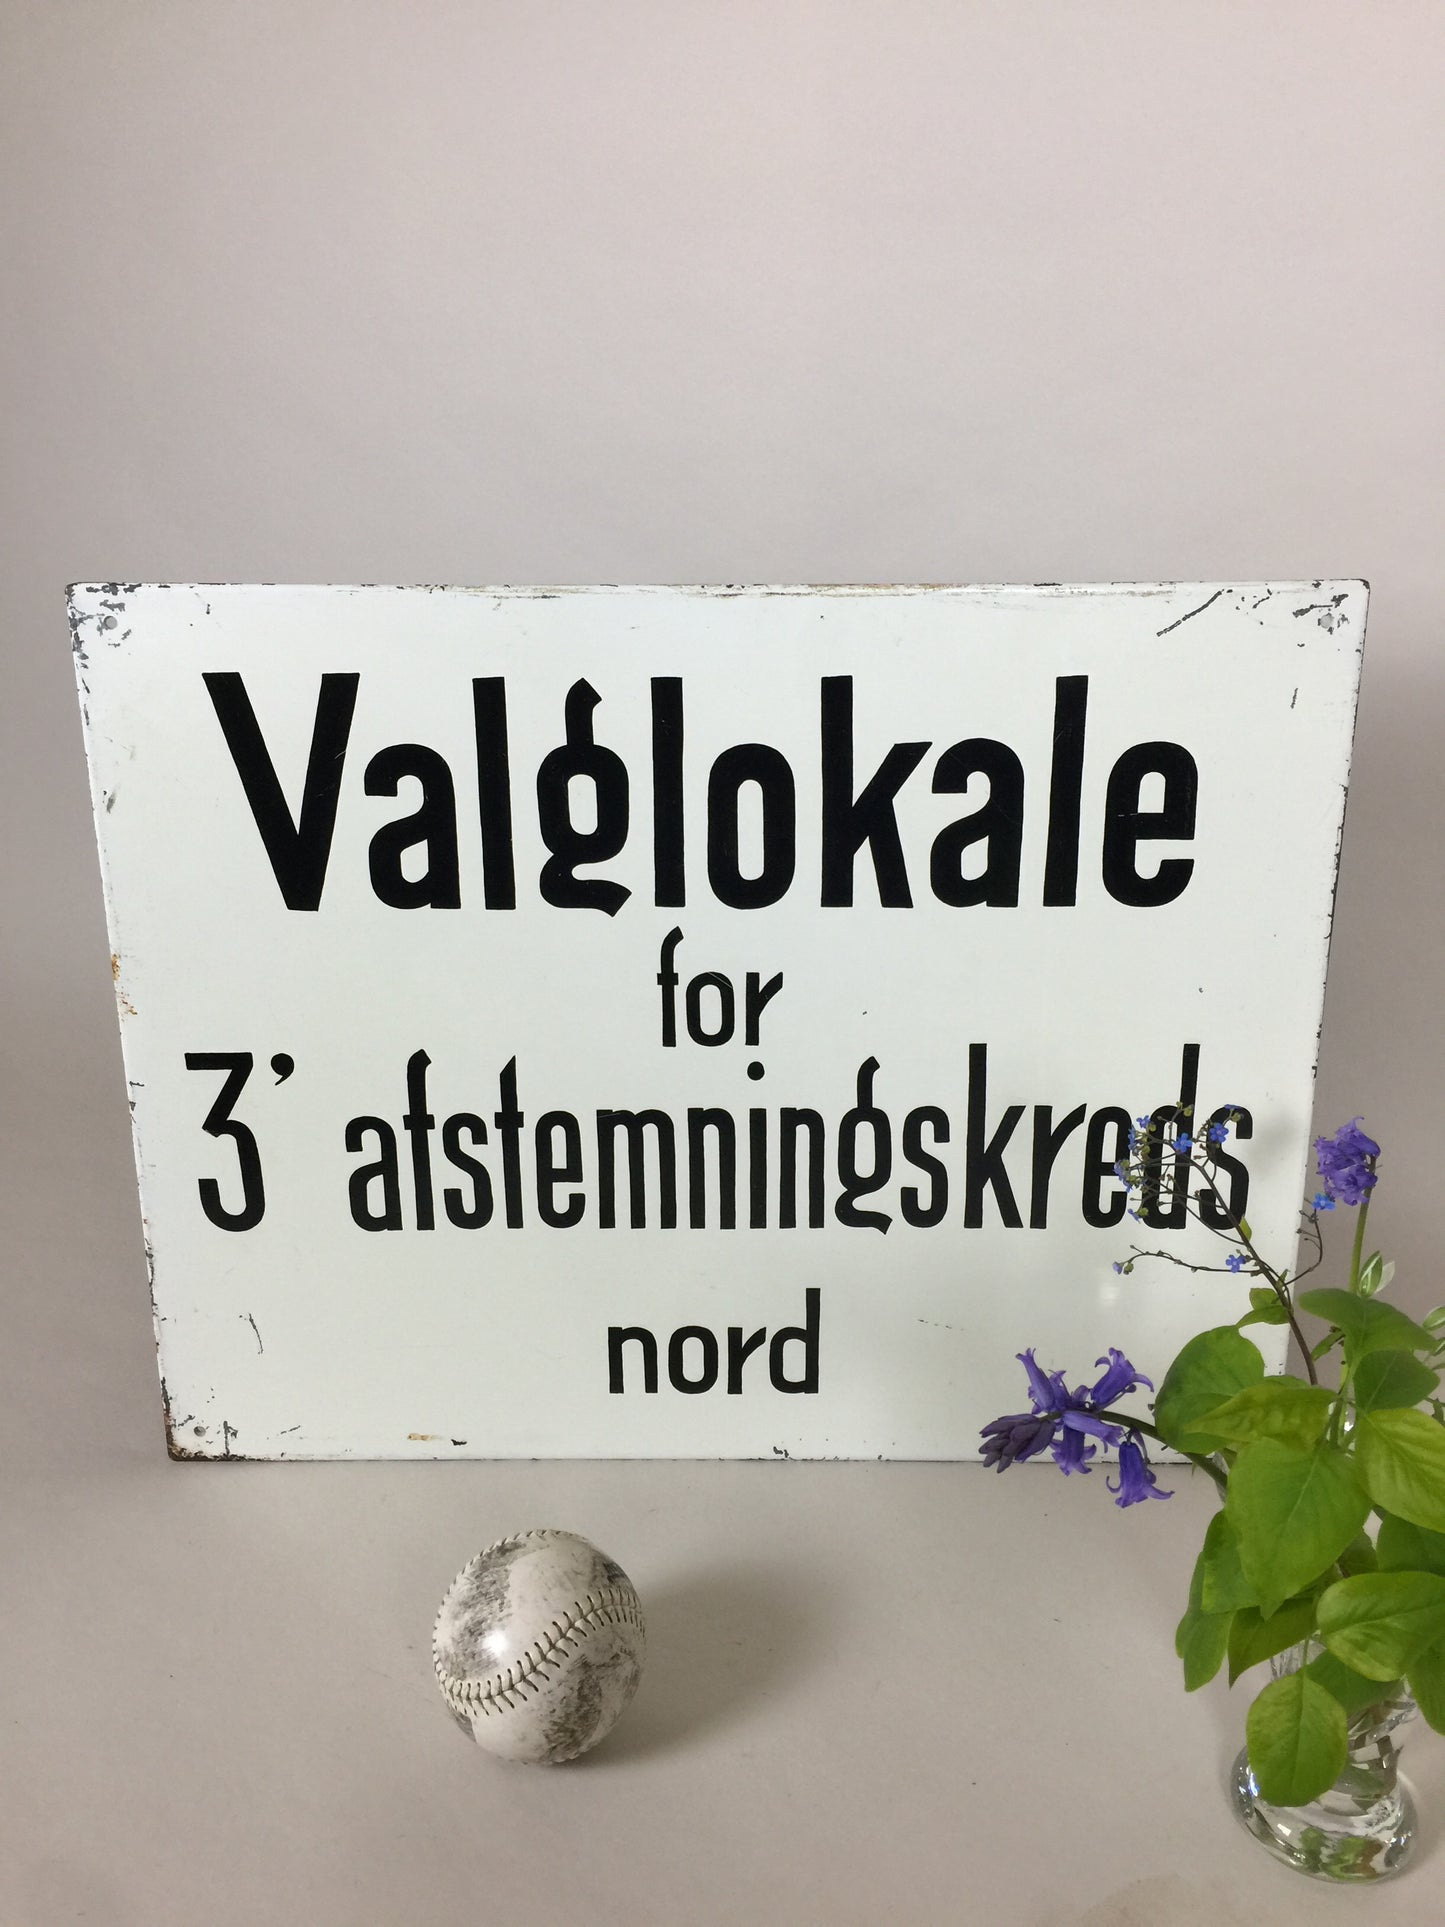 Valglokale
for
3' afstemningskreds
nord